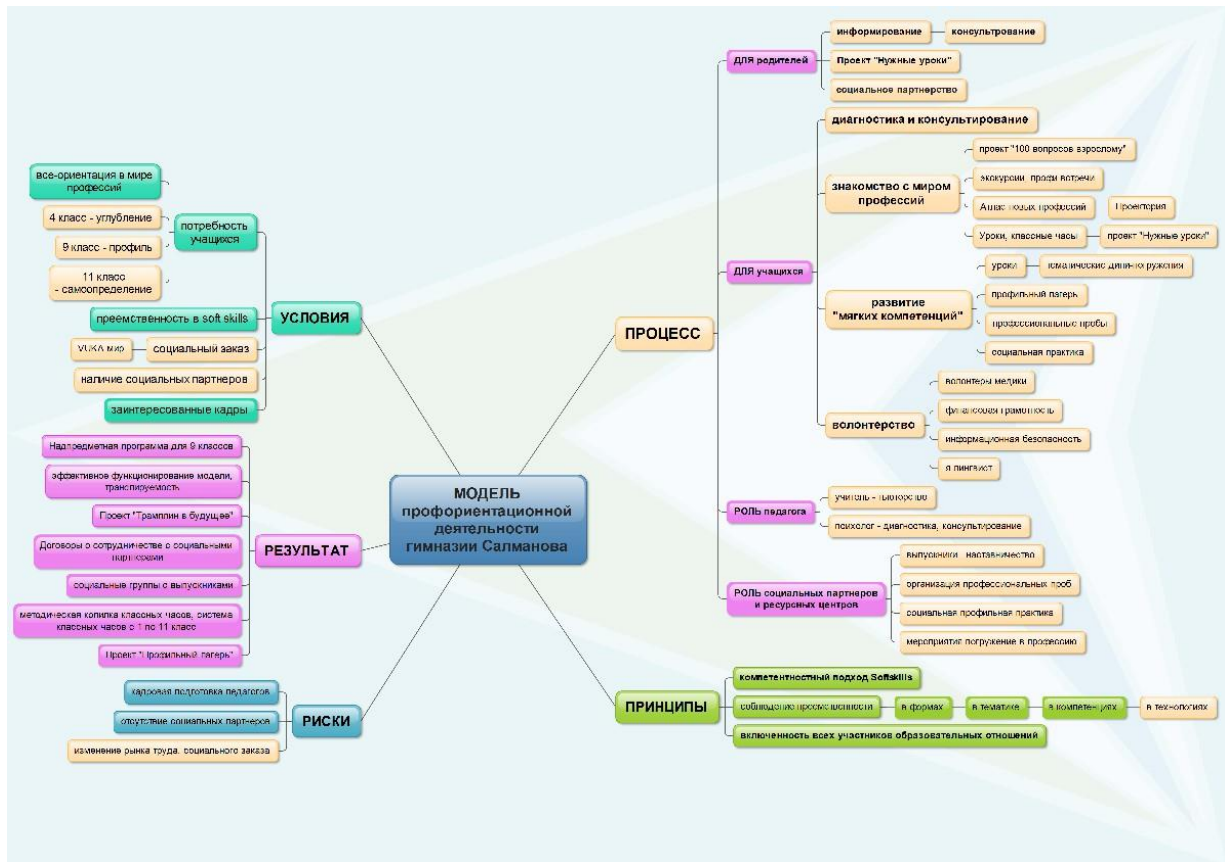 МОДЕЛЬ
профориентационной
деятельности
гимназии Салманова
УСЛОВИЯ
потребность
учащихся
все-ориентация в мире
профессий
4 класс - углубление
9 класс - профиль
11 класс
- самоопределение
преемственность в soft skills
социальный заказ
VUKA мир
наличие социальных партнеров
заинтересованные кадры
РЕЗУЛЬТАТ
Надпредметная программа для 9 классов
эффективное функционирование модели,
Проект "Трамплин в будущее"
Договоры о сотрудничестве с социальными
партнерами
социальные группы с выпускниками
методическая копилка классных часов, система
классных часов с 1 по 11 класс
Проект "Профильный лагерь"
РИСКИ
кадровая подготовка педагогов
отсутствие социальных партнеров
изменение рынка труда, социального заказа
ПРОЦЕСС
ДЛЯ родителей
информирование
консультрование
Проект "Нужные уроки"
социальное партнерство
ДЛЯ учащихся
диагностика и консультирование
знакомство с миром
профессий
проект "100 вопросов взрослому"
экскурсии, профи встречи
Атлас новых профессий
Проектория
Уроки, классные часы
проект "Нужные уроки"
развитие
"мягких компетенций"
уроки
тематические дни-погружения
профильный лагерь
профессиональные пробы
социальная практика
волонтерство
волонтеры медики
финансовая грамотность
информационная безопасность
я лингвист
РОЛЬ педагога
учитель - тьюторство
психолог - диагностика, консультирование
РОЛЬ социальных партнеров
и ресурсных центров
выпускники наставничество
организация профессиональных проб
социальная профильная практика
мероприятия погружение в профессию
ПРИНЦИПЫ
компетентностный подход Softskills
соблюдение преемственности
в формах
в тематике
в компетенциях
в технологиях
включенность всех участников образовательных отношений